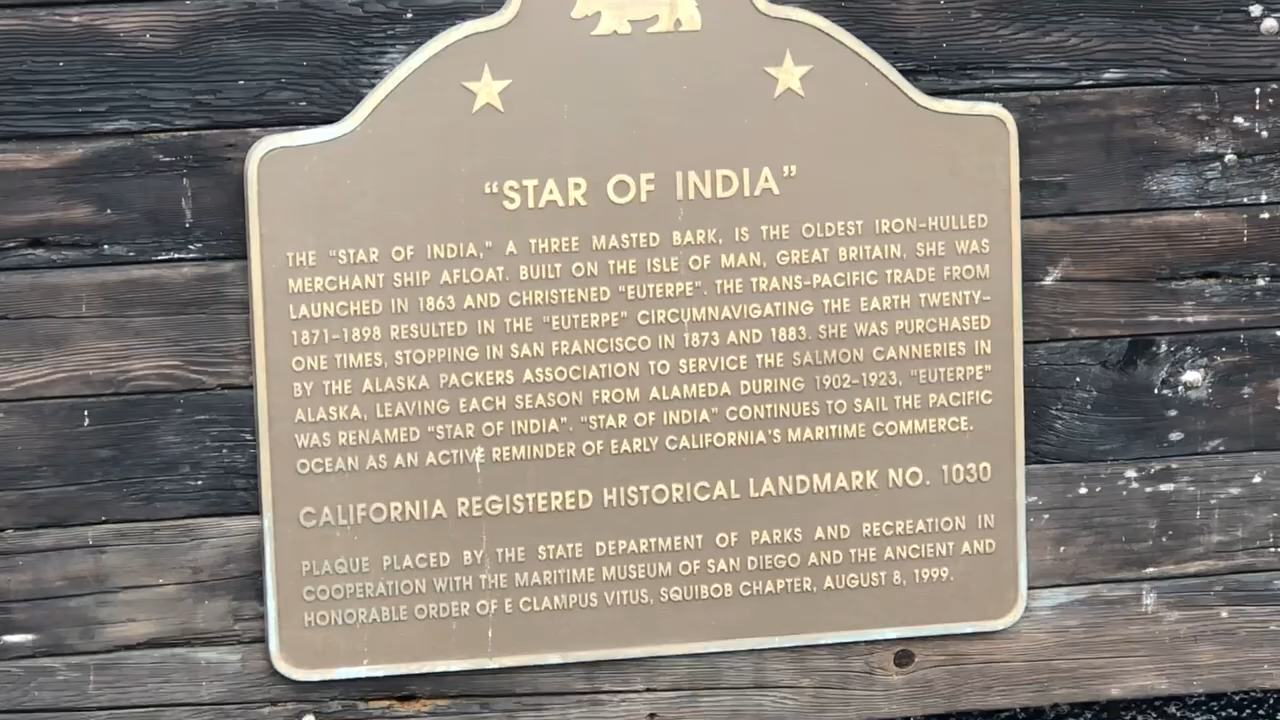 “STAR OF INDIA”
THE “STAR OF INDIA,” A THREE MASTED BARK, IS THE OLDEST IRON-HULLED
MERCHANT SHIP AFLOAT. BUILT ON THE ISLE OF MAN, GREAT BRITAIN, SHE WAS
LAUNCHED IN 1863 AND CHRISTENED “EUTERPE”. THE TRANS-PACIFIC TRADE FROM
1871-1898 RESULTED IN THE “EUTERPE” CIRCUMNAVIGATING THE EARTH TWENTY-
ONE TIMES, STOPPING IN SAN FRANCISCO IN 1873 AND 1883. SHE WAS PURCHASED
BY THE ALASKA PACKERS ASSOCIATION TO SERVICE THE SALMON CANNERIES IN
ALASKA, LEAVING EACH SEASON FROM ALAMEDA DURING 1902-1923, “EUTERPE”
WAS RENAMED “STAR OF INDIA”. “STAR OF INDIA” CONTINUES TO SAIL THE PACIFIC
OCEAN AS AN ACTIVE REMINDER OF EARLY CALIFORNIA’S MARITIME COMMERCE.
CALIFORNIA REGISTERED HISTORICAL LANDMARK NO. 1030
PLAQUE PLACED BY THE STATE DEPARTMENT OF PARKS AND RECREATION IN
COOPERATION WITH THE MARITIME MUSEUM OF SAN DIEGO AND THE ANCIENT AND
HONORABLE ORDER OF E CLAMPUS VITUS, SQUIBOB CHAPTER, AUGUST 8, 1999.